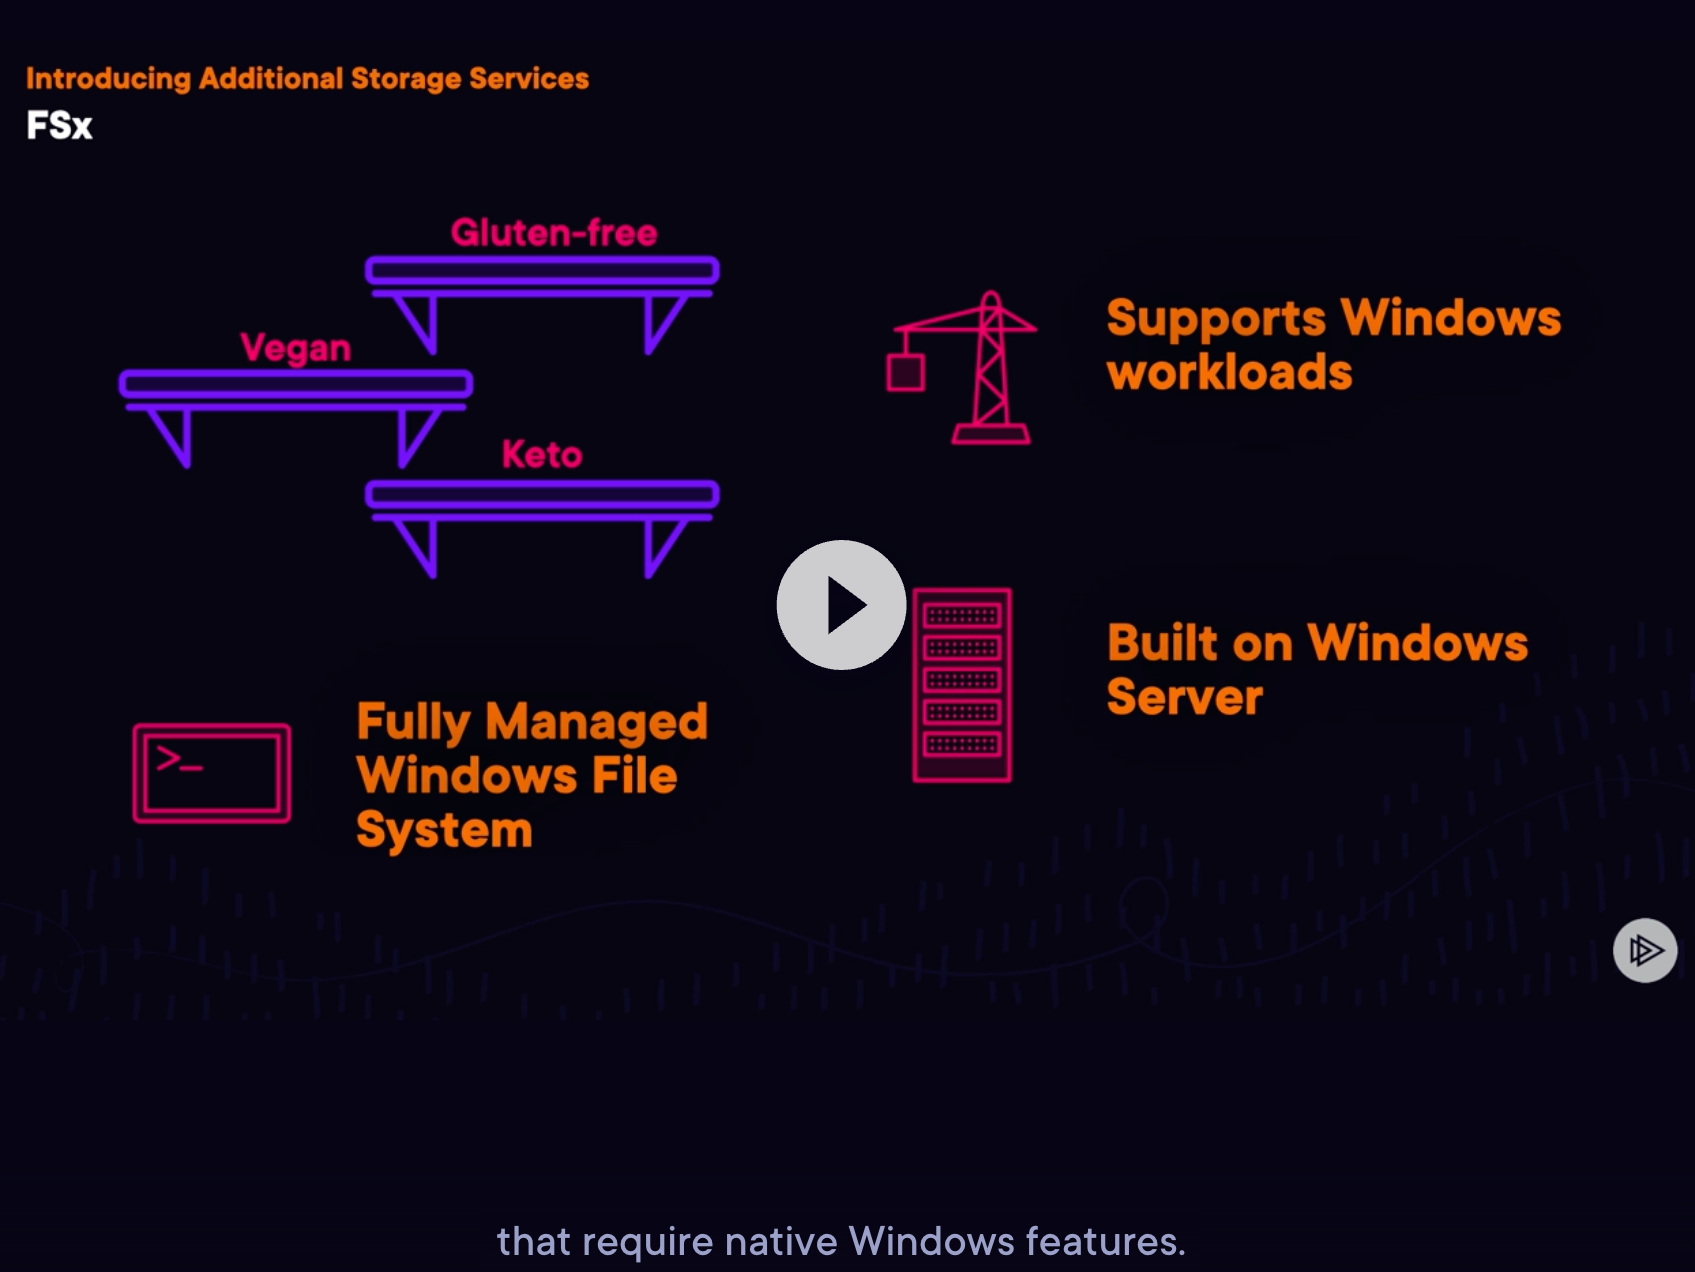 Introducing Additional Storage Services
FSx
Gluten-free
Vegan
Keto
Fully Managed
Windows File
System
>_
Supports Windows
workloads
Built on Windows
Server
that require native Windows features.